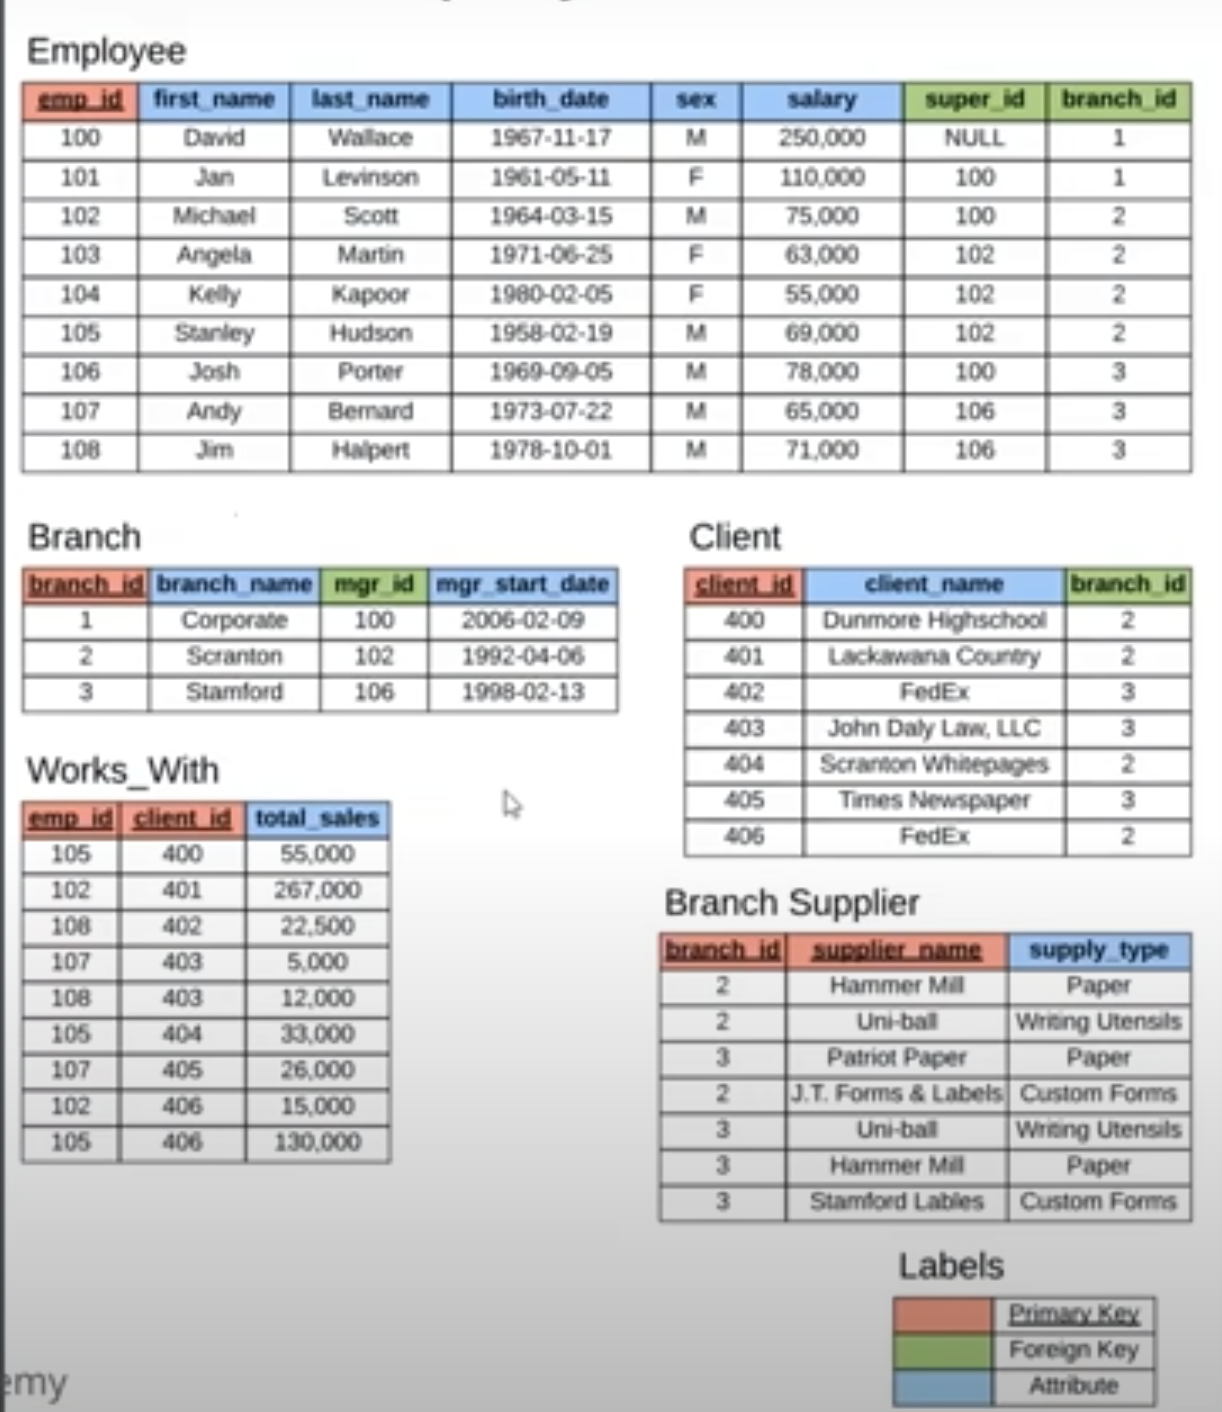 Employee
emp_id first_name last_name birth_date sex salary super_id branch_id
100 David Wallace 1967-11-17 M 250,000 NULL 1
101 Jan Levinson 1961-05-11 F 110,000 100 1
102 Michael Scott 1964-03-15 M 75,000 100 2
103 Angela Martin 1971-06-25 F 63,000 102 2
104 Kelly Kapoor 1980-02-05 F 55,000 102 2
105 Stanley Hudson 1958-02-19 M 69,000 102 2
106 Josh Porter 1969-09-05 M 78,000 100 3
107 Andy Bernard 1973-07-22 M 65,000 106 3
108 Jim Halpert 1978-10-01 M 71,000 106 3
Branch
branch_id branch_name mgr_id mgr_start_date
1 Corporate 100 2006-02-09
2 Scranton 102 1992-04-06
3 Stamford 106 1998-02-13
Works_With
emp_id client_id total_sales
105 400 55,000
102 401 267,000
108 402 22,500
107 403 5,000
108 403 12,000
105 404 33,000
107 405 26,000
102 406 15,000
105 406 130,000
Client
client_id client_name branch_id
400 Dunmore Highschool 2
401 Lackawana Country 2
402 FedEx 3
403 John Daly Law, LLC 3
404 Scranton Whitepages 2
405 Times Newspaper 3
406 FedEx 2
Branch Supplier
branch_id supplier_name supply_type
2 Hammer Mill Paper
2 Uni-ball Writing Utensils
3 Patriot Paper Paper
2 J.T. Forms & Labels Custom Forms
3 Uni-ball Writing Utensils
3 Hammer Mill Paper
3 Stamford Lables Custom Forms
Labels
Primary Key
Foreign Key
Attribute
emy